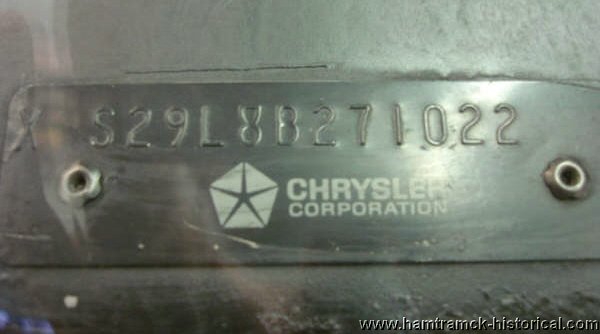 X S29L8B271022
CHRYSLER
CORPORATION
www.hamtramck-historical.com